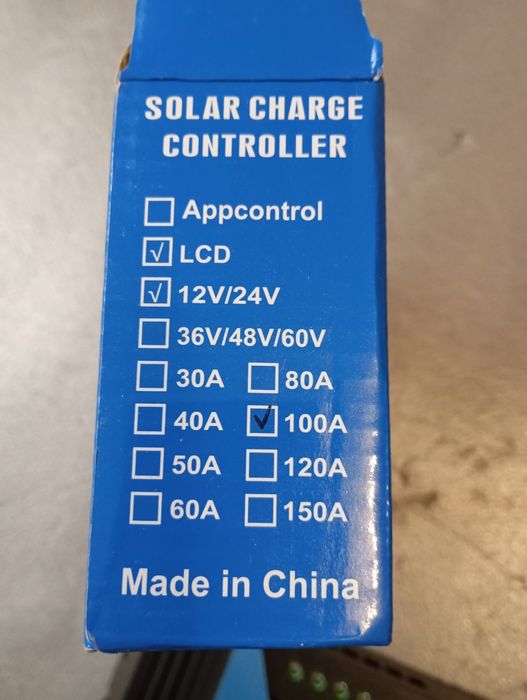 SOLAR CHARGE
CONTROLLER
☐ Appcontrol
☑ LCD
☑ 12V/24V
☐ 36V/48V/60V
☐ 30A ☐ 80A
☐ 40A ☑ 100A
☐ 50A ☐ 120A
☐ 60A ☐ 150A
Made in China